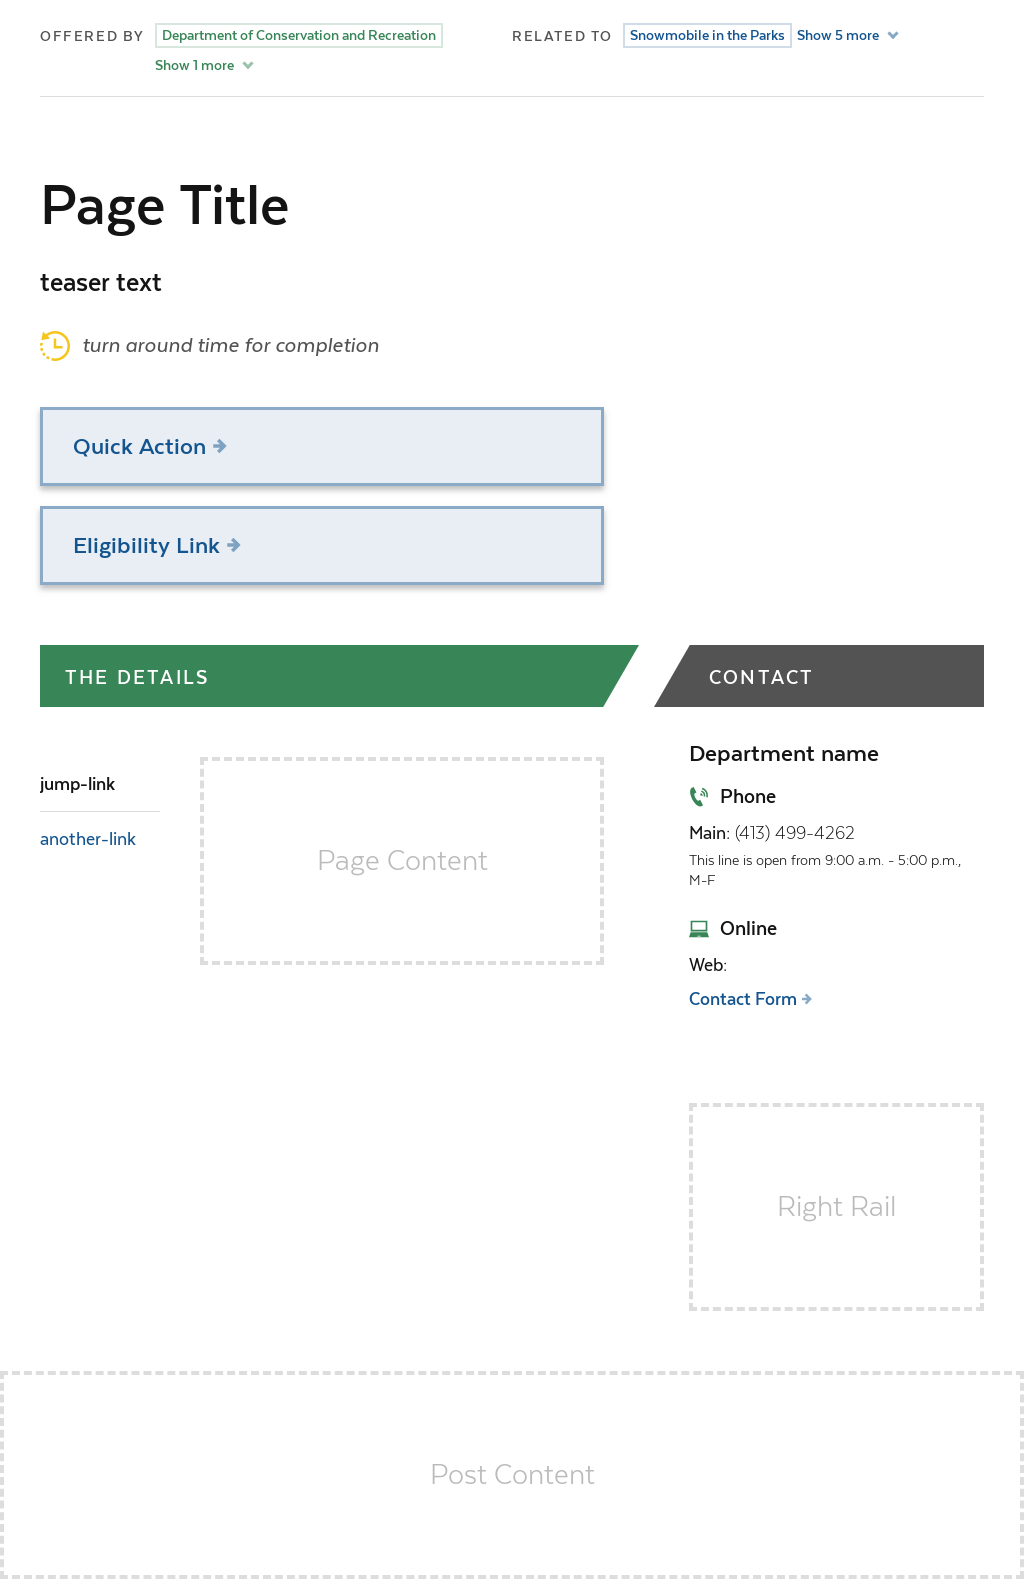 OFFERED BY Department of Conservation and Recreation
Show 1 more
RELATED TO Snowmobile in the Parks Show 5 more
Page Title
teaser text
turn around time for completion
Quick Action
Eligibility Link
THE DETAILS
jump-link
another-link
Page Content
CONTACT
Department name
Phone
Main: (413) 499-4262
This line is open from 9:00 a.m. - 5:00 p.m.,
M-F
Online
Web:
Contact Form
Right Rail
Post Content